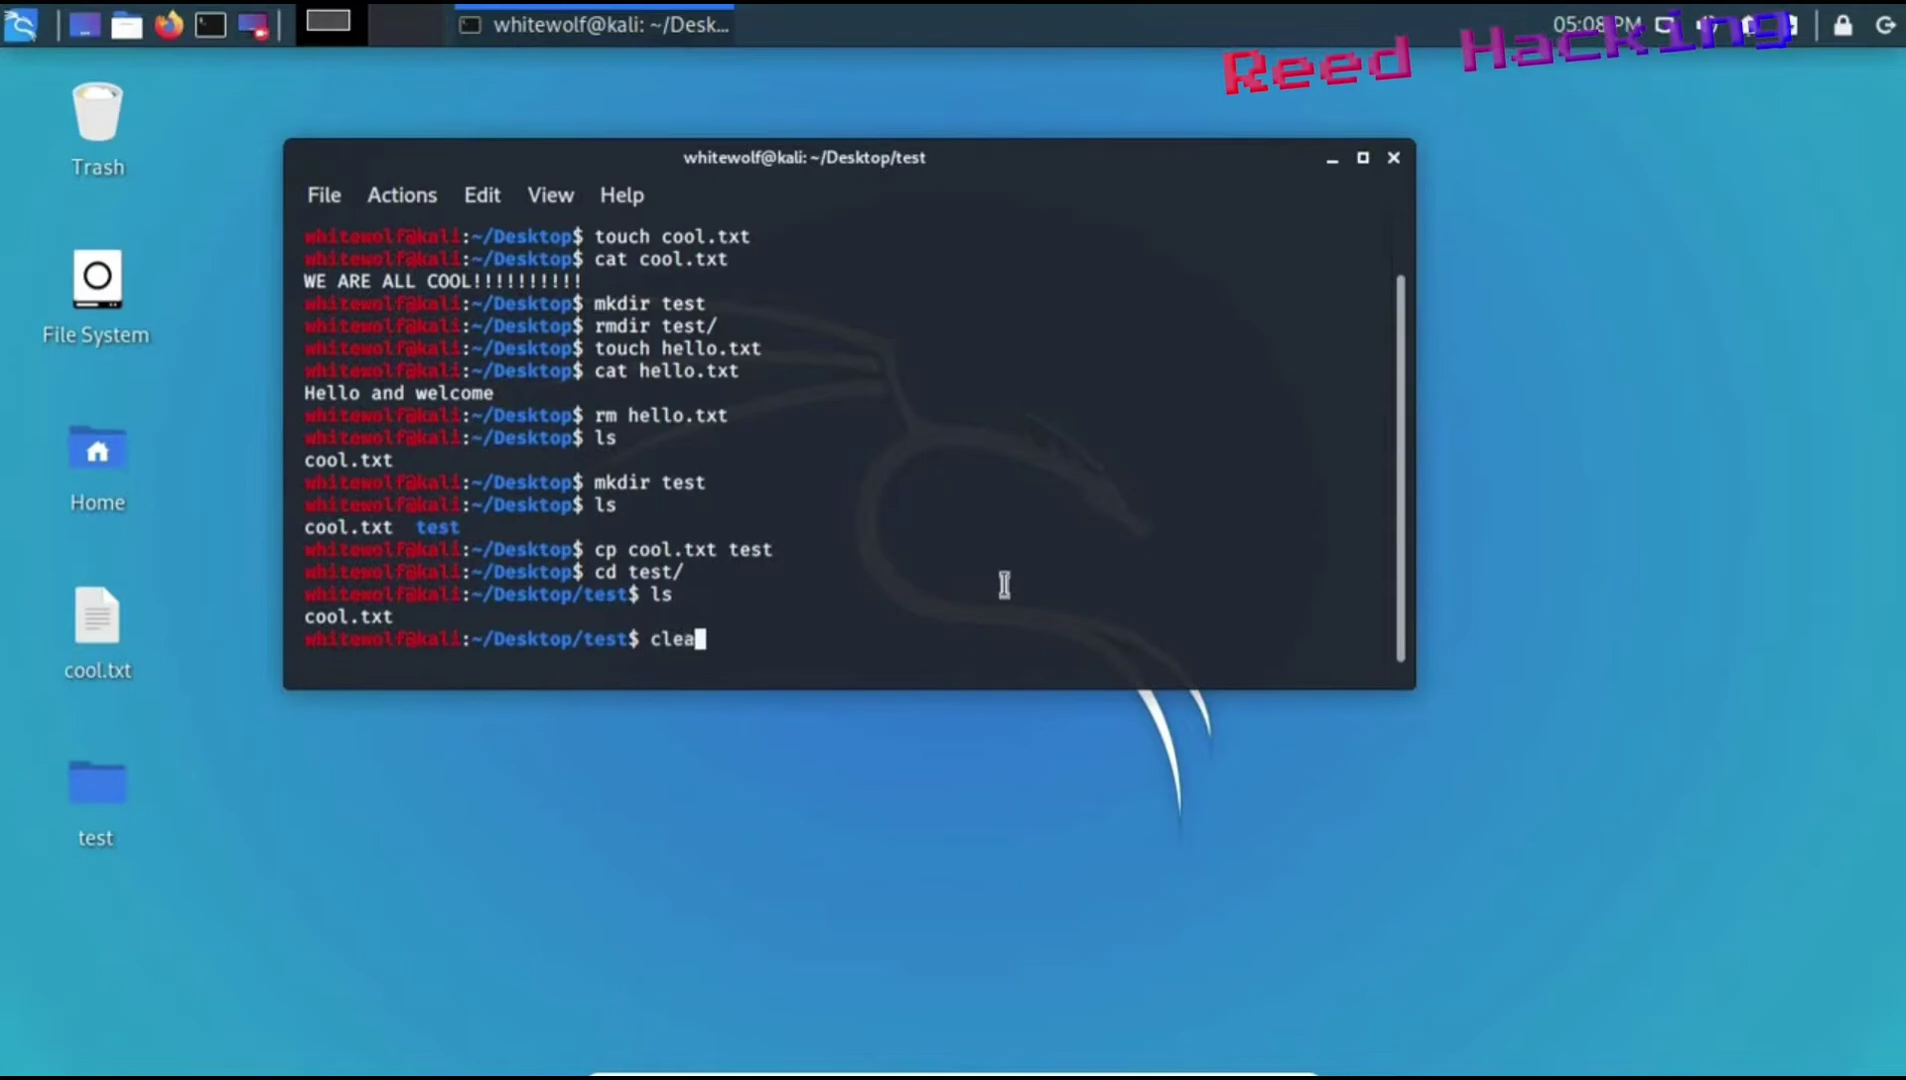 whitewolf@kali: ~/Desk...
05:08 PM
Reed Hacking
Trash
File System
Home
cool.txt
test
whitewolf@kali: ~/Desktop/test
File Actions Edit View Help
whitewolf@kali:~/Desktop$ touch cool.txt
whitewolf@kali:~/Desktop$ cat cool.txt
WE ARE ALL COOL!!!!!!!!!!
whitewolf@kali:~/Desktop$ mkdir test
whitewolf@kali:~/Desktop$ rmdir test/
whitewolf@kali:~/Desktop$ touch hello.txt
whitewolf@kali:~/Desktop$ cat hello.txt
Hello and welcome
whitewolf@kali:~/Desktop$ rm hello.txt
whitewolf@kali:~/Desktop$ ls
cool.txt
whitewolf@kali:~/Desktop$ mkdir test
whitewolf@kali:~/Desktop$ ls
cool.txt  test
whitewolf@kali:~/Desktop$ cp cool.txt test
whitewolf@kali:~/Desktop$ cd test/
whitewolf@kali:~/Desktop/test$ ls
cool.txt
whitewolf@kali:~/Desktop/test$ clea